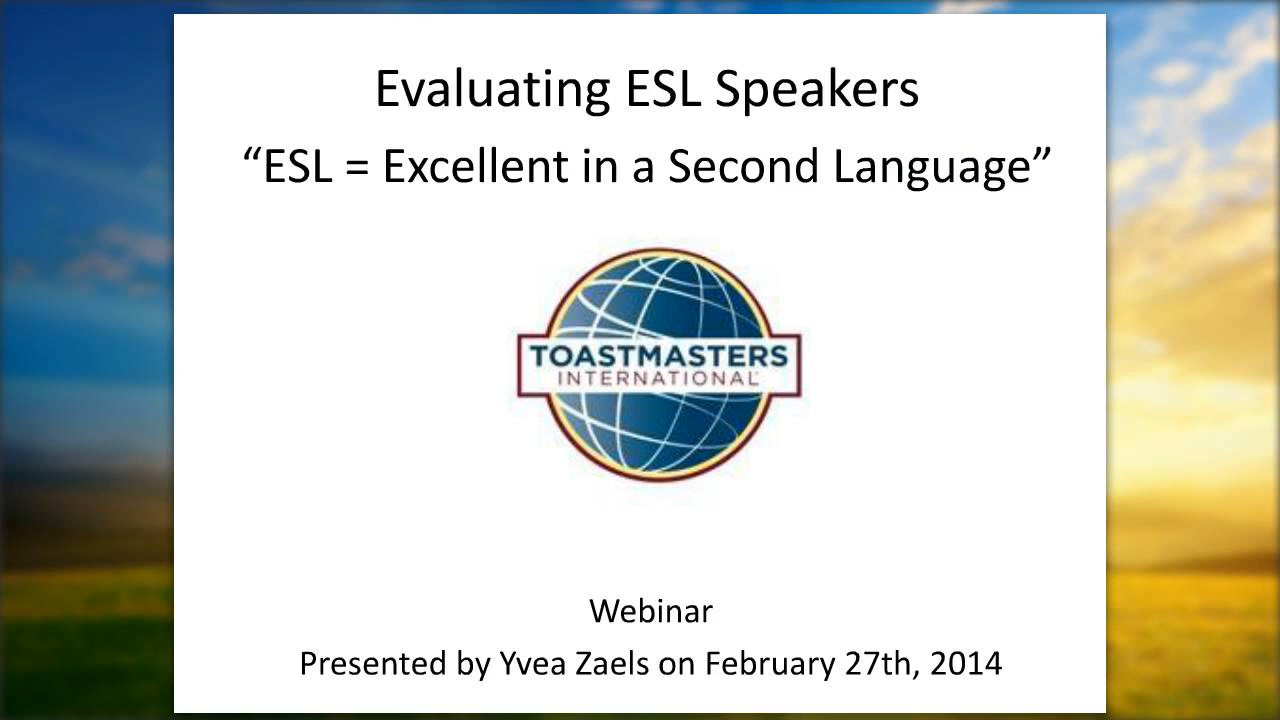 Evaluating ESL Speakers
“ESL = Excellent in a Second Language”
TOASTMASTERS
INTERNATIONAL
Webinar
Presented by Yvea Zaels on February 27th, 2014